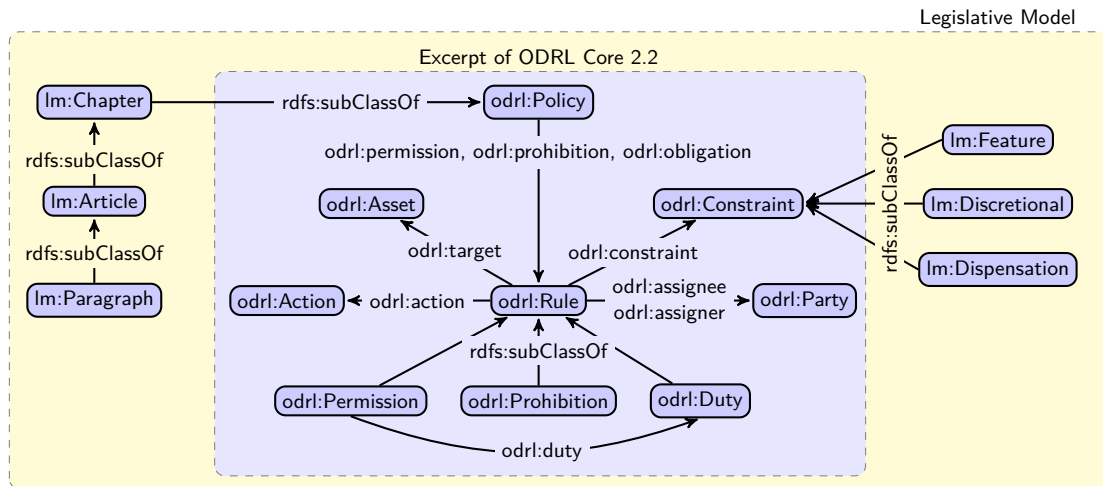 Legislative Model
Excerpt of ODRL Core 2.2
lm:Chapter
rdfs:subClassOf
odrl:Policy
rdfs:subClassOf
odrl:permission, odrl:prohibition, odrl:obligation
lm:Feature
lm:Article
odrl:Asset
odrl:Constraint
rdfs:subClassOf
lm:Discretional
rdfs:subClassOf
odrl:target
odrl:constraint
lm:Dispensation
lm:Paragraph
odrl:Action
odrl:action
odrl:Rule
odrl:assignee
odrl:assigner
odrl:Party
rdfs:subClassOf
odrl:Permission
odrl:Prohibition
odrl:Duty
odrl:duty